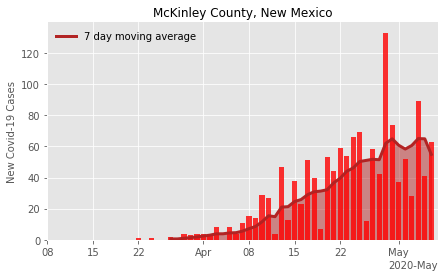 McKinley County, New Mexico
7 day moving average
New Covid-19 Cases
120
100
80
60
40
20
0
08 15 22 Apr 08 15 22 May
2020-May